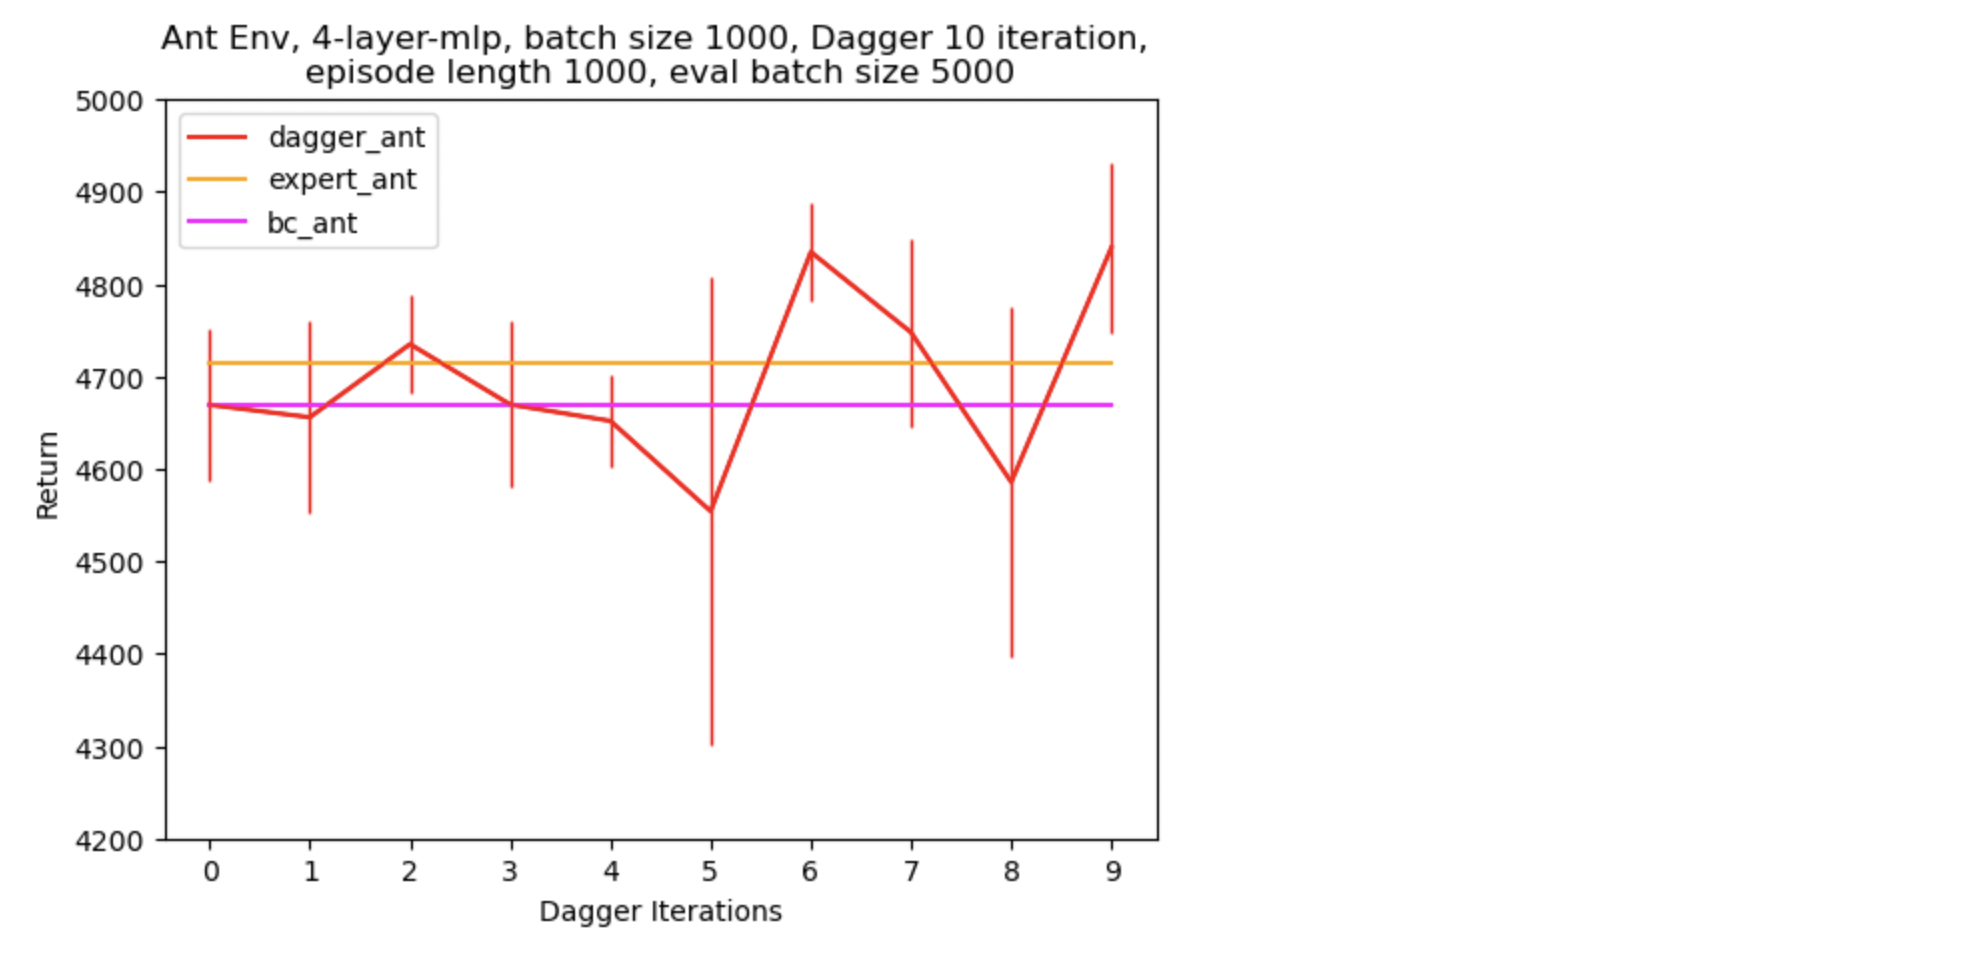 Ant Env, 4-layer-mlp, batch size 1000, Dagger 10 iteration,
episode length 1000, eval batch size 5000
dagger_ant
expert_ant
bc_ant
5000
4900
4800
4700
4600
4500
4400
4300
4200
Return
0 1 2 3 4 5 6 7 8 9
Dagger Iterations